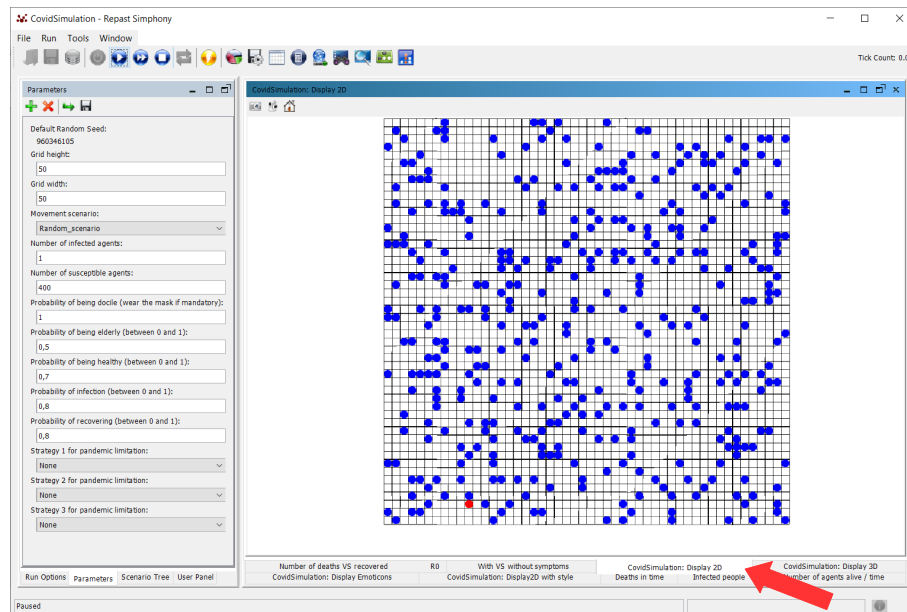 CovidSimulation - Repast Simphony
File Run Tools Window
Tick Count: 0.0
Parameters
Default Random Seed:
960346105
Grid height:
50
Grid width:
50
Movement scenario:
Random_scenario
Number of infected agents:
1
Number of susceptible agents:
400
Probability of being docile (wear the mask if mandatory):
1
Probability of being elderly (between 0 and 1):
0,5
Probability of being healthy (between 0 and 1):
0,7
Probability of infection (between 0 and 1):
0,8
Probability of recovering (between 0 and 1):
0,8
Strategy 1 for pandemic limitation:
None
Strategy 2 for pandemic limitation:
None
Strategy 3 for pandemic limitation:
None
Run Options Parameters Scenario Tree User Panel
CovidSimulation: Display 2D
Number of deaths VS recovered R0 With VS without symptoms CovidSimulation: Display 2D CovidSimulation: Display 3D
CovidSimulation: Display Emoticons CovidSimulation: Display2D with style Deaths in time Infected people Number of agents alive / time
Paused